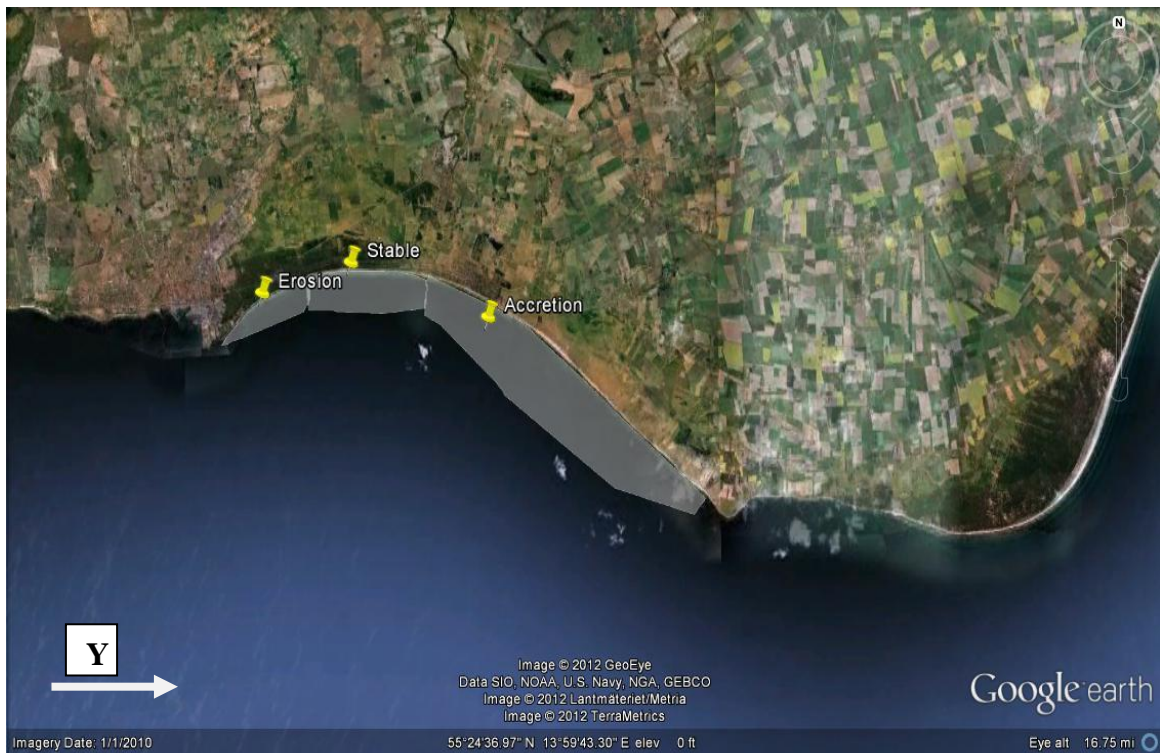 N
Stable
Erosion
Accretion
Y
Image © 2012 GeoEye
Data SIO, NOAA, U.S. Navy, NGA, GEBCO
Image © 2012 Lantmäteriet/Metria
Image © 2012 TerraMetrics
Google earth
Imagery Date: 1/1/2010
55°24'36.97" N 13°59'43.30" E elev 0 ft
Eye alt 16.75 mi